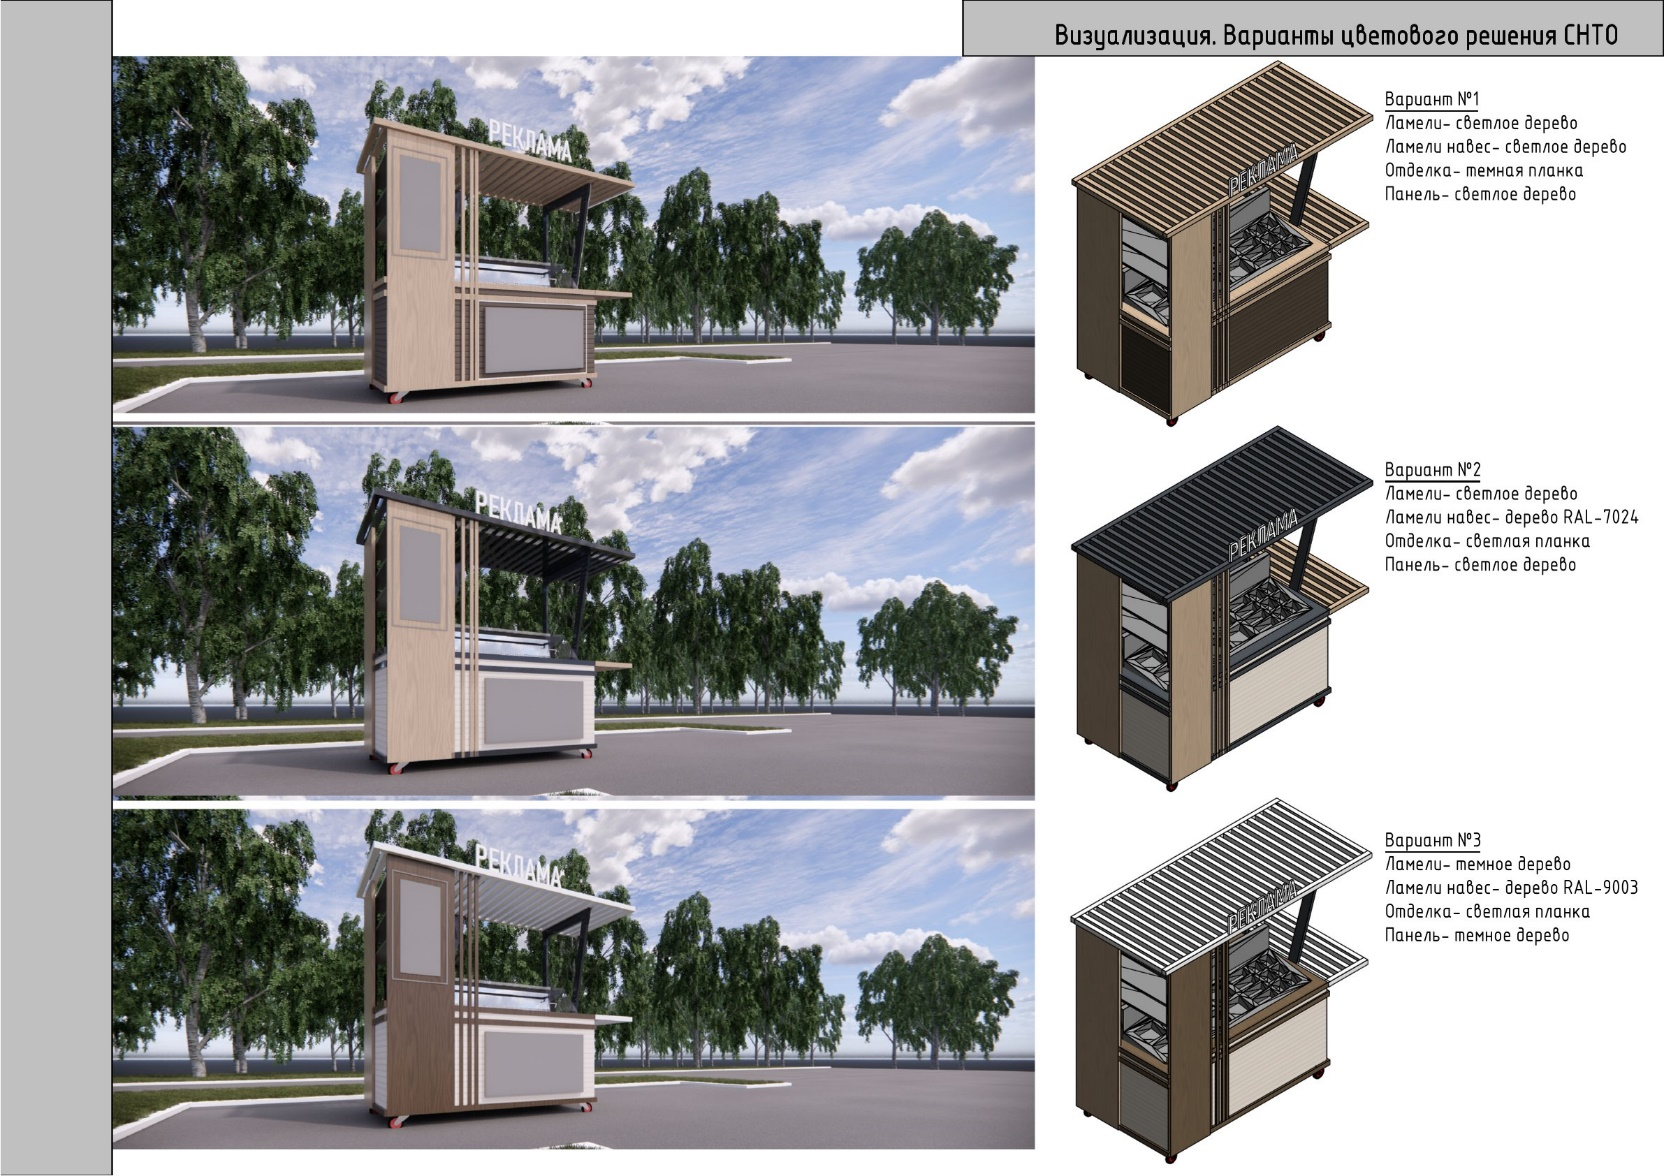 Визуализация. Варианты цветового решения СНТО
РЕКЛАМА
РЕКЛАМА
Вариант №1
Ламели- светлое дерево
Ламели навес- светлое дерево
Отделка- темная планка
Панель- светлое дерево
РЕКЛАМА
РЕКЛАМА
Вариант №2
Ламели- светлое дерево
Ламели навес- дерево RAL-7024
Отделка- светлая планка
Панель- светлое дерево
РЕКЛАМА
РЕКЛАМА
Вариант №3
Ламели- темное дерево
Ламели навес- дерево RAL-9003
Отделка- светлая планка
Панель- темное дерево